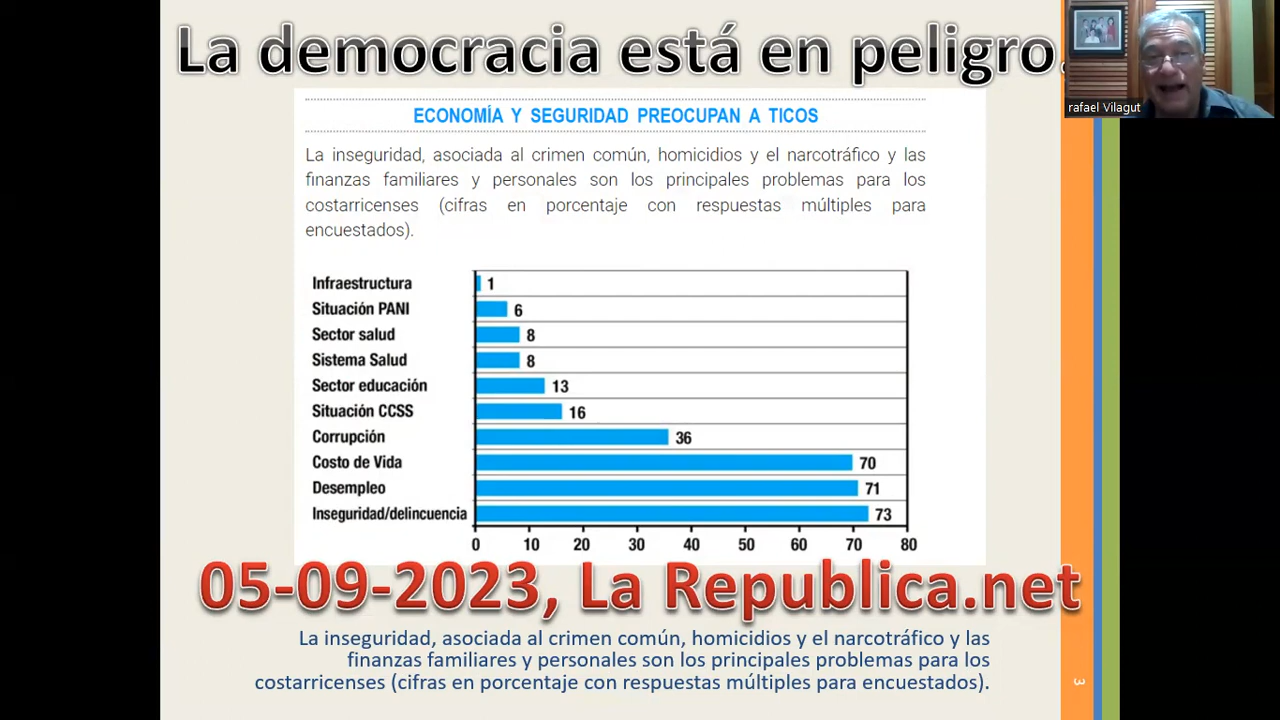 La democracia está en peligro.
rafael Vilagut
ECONOMÍA Y SEGURIDAD PREOCUPAN A TICOS
La inseguridad, asociada al crimen común, homicidios y el narcotráfico y las
finanzas familiares y personales son los principales problemas para los
costarricenses (cifras en porcentaje con respuestas múltiples para
encuestados).
Infraestructura 1
Situación PANI 6
Sector salud 8
Sistema Salud 8
Sector educación 13
Situación CCSS 16
Corrupción 36
Costo de Vida 70
Desempleo 71
Inseguridad/delincuencia 73
0 10 20 30 40 50 60 70 80
05-09-2023, La Republica.net
La inseguridad, asociada al crimen común, homicidios y el narcotráfico y las
finanzas familiares y personales son los principales problemas para los
costarricenses (cifras en porcentaje con respuestas múltiples para encuestados).
3